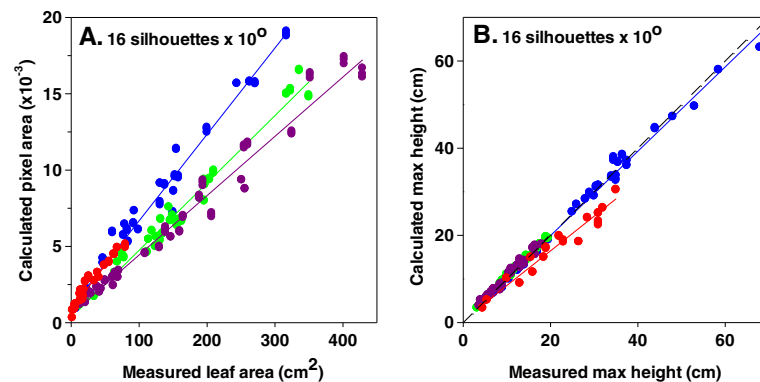 A. 16 silhouettes x 10⁰
Calculated pixel area (x10⁻³)
20
15
10
5
0
0 100 200 300 400
Measured leaf area (cm²)
B. 16 silhouettes x 10⁰
Calculated max height (cm)
60
40
20
0
0 20 40 60
Measured max height (cm)